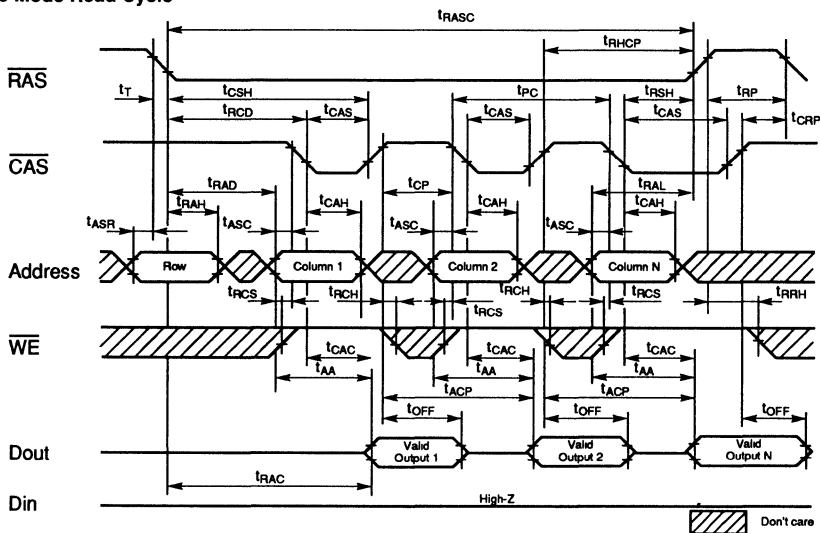 e Mode Read Cycle
tRASC
tRHCP
RAS
tT
tCSH
tPC
tRSH
tRP
tRCD
tCAS
tCAS
tCAS
tCRP
CAS
tRAD
tCP
tRAL
tRAH
tCAH
tCAH
tCAH
tASR
tASC
tASC
tASC
Address
Row
Column 1
Column 2
Column N
tRCS
tRCH
tRCS
tRCH
tRCS
tRRH
WE
tCAC
tCAC
tCAC
tAA
tAA
tAA
tACP
tACP
tOFF
tOFF
tOFF
Dout
Valid
Output 1
Valid
Output 2
Valid
Output N
tRAC
Din
High-Z
Don't care